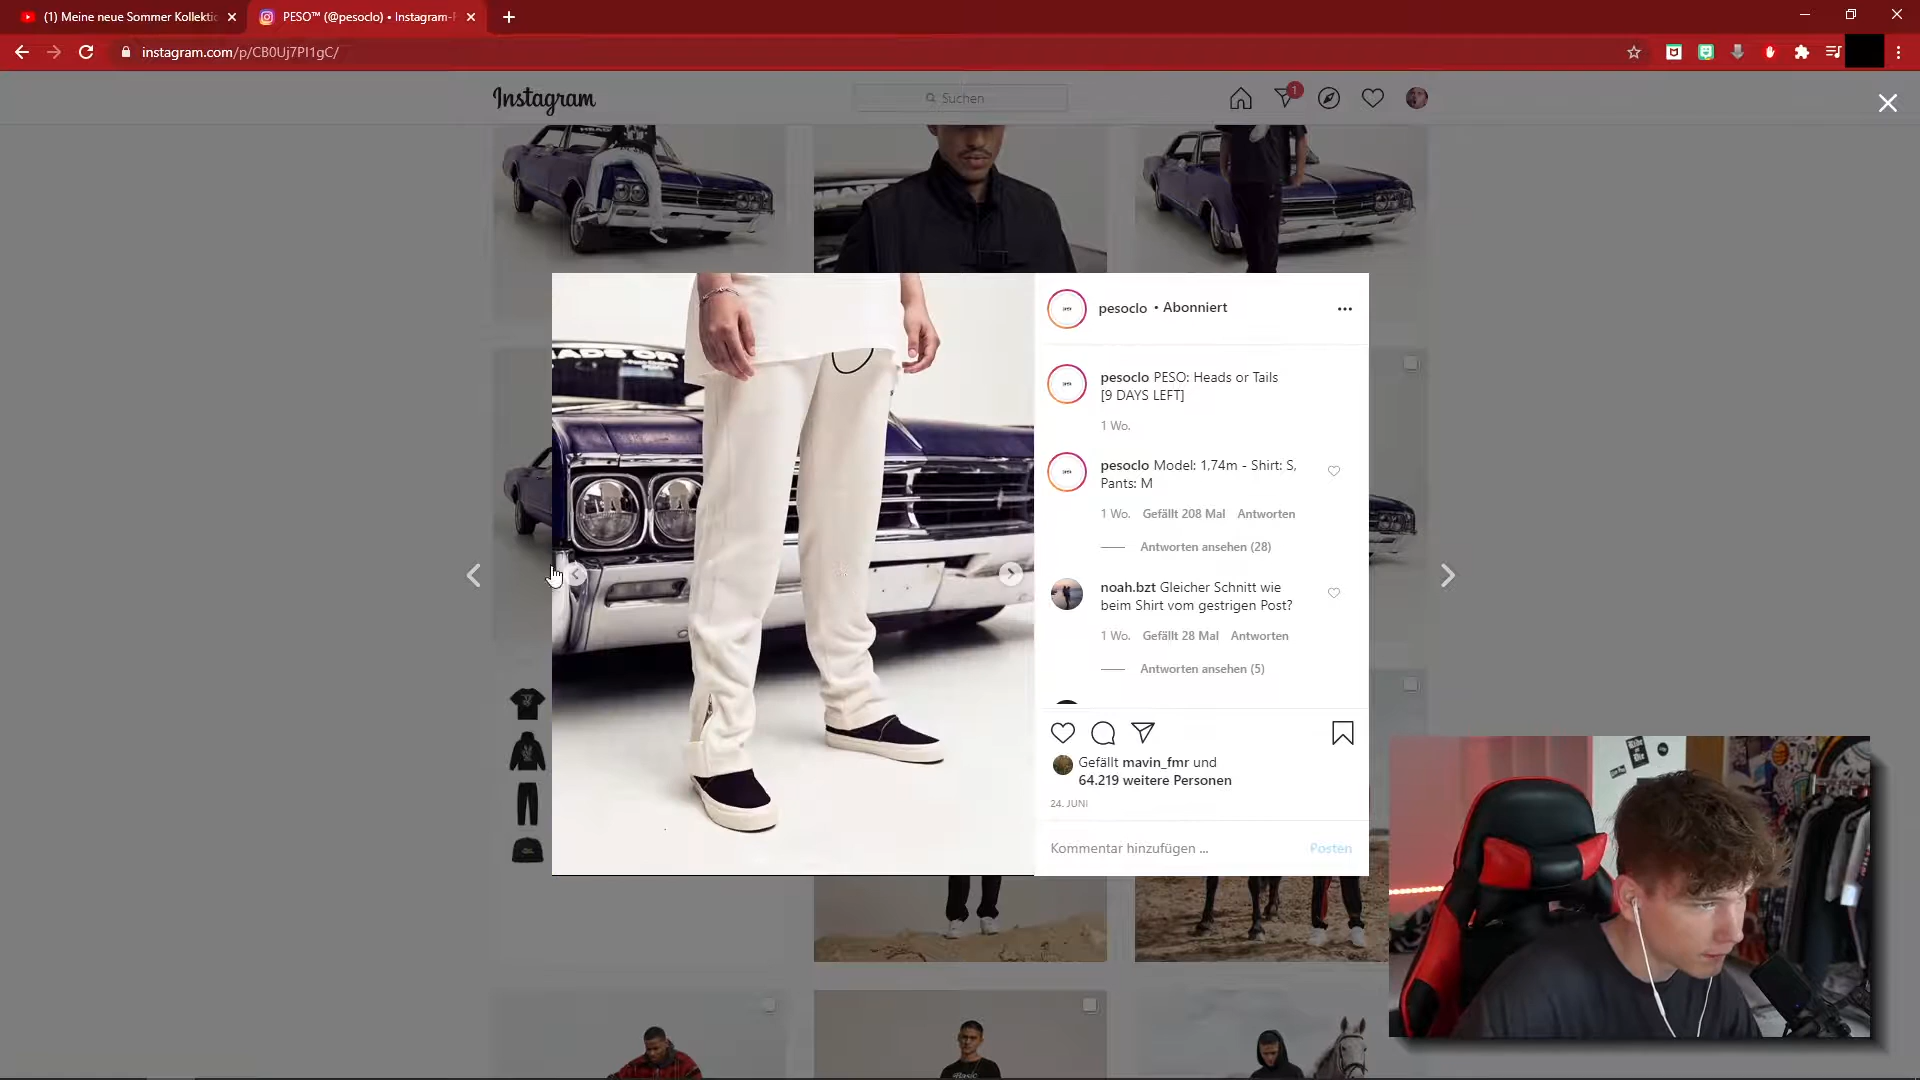 (1) Meine neue Sommer Kollekti
PESO™ (@pesoclo) • Instagram-F
instagram.com/p/CB0Uj7PI1gC/
Instagram
Suchen
1
pesoclo • Abonniert
pesoclo PESO: Heads or Tails
[9 DAYS LEFT]
1 Wo.
pesoclo Model: 1,74m - Shirt: S,
Pants: M
1 Wo. Gefällt 208 Mal Antworten
Antworten ansehen (28)
noah.bzt Gleicher Schnitt wie
beim Shirt vom gestrigen Post?
1 Wo. Gefällt 28 Mal Antworten
Antworten ansehen (5)
Gefällt mavin_fmr und
64.219 weitere Personen
24. JUNI
Kommentar hinzufügen ...
Posten